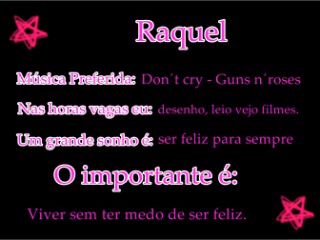 Raquel
Música Preferida: Don´t cry - Guns n´roses
Nas horas vagas eu: desenho, leio vejo filmes.
Um grande sonho é: ser feliz para sempre
O importante é:
Viver sem ter medo de ser feliz.